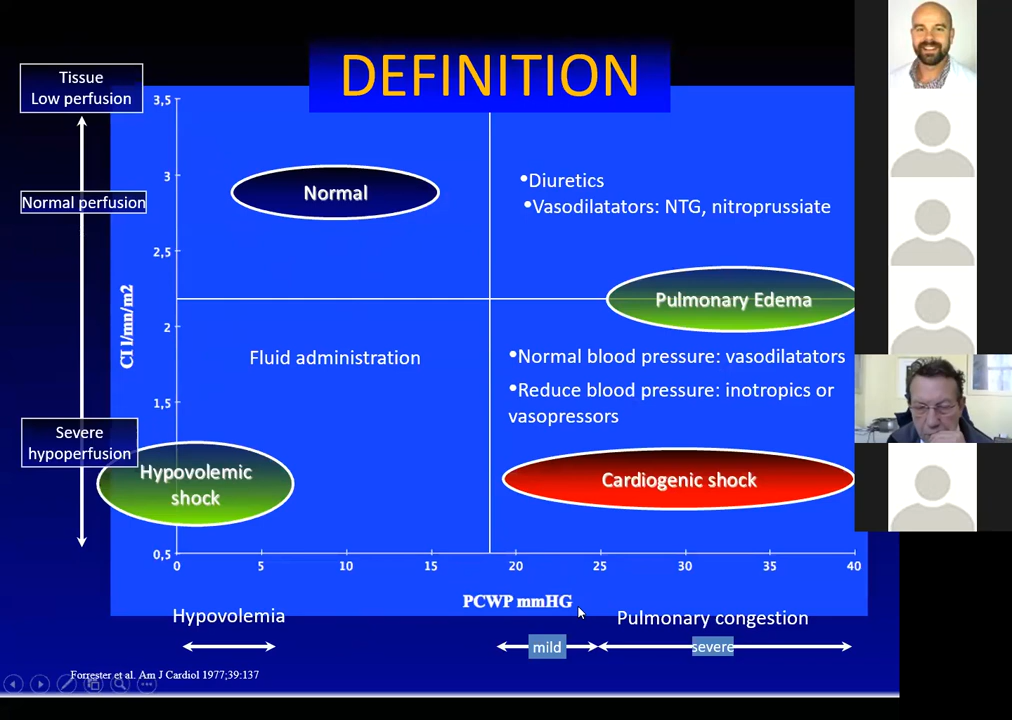 DEFINITION
Tissue
Low perfusion
Normal perfusion
Severe
hypoperfusion
CI l/mn/m2
3,5
3
2,5
2
1,5
0,5
Normal
•Diuretics
•Vasodilatators: NTG, nitroprussiate
Pulmonary Edema
Fluid administration
•Normal blood pressure: vasodilatators
•Reduce blood pressure: inotropics or
vasopressors
Hypovolemic
shock
Cardiogenic shock
0 5 10 15 20 25 30 35 40
PCWP mmHG
Hypovolemia
Pulmonary congestion
mild
severe
Forrester et al. Am J Cardiol 1977;39:137